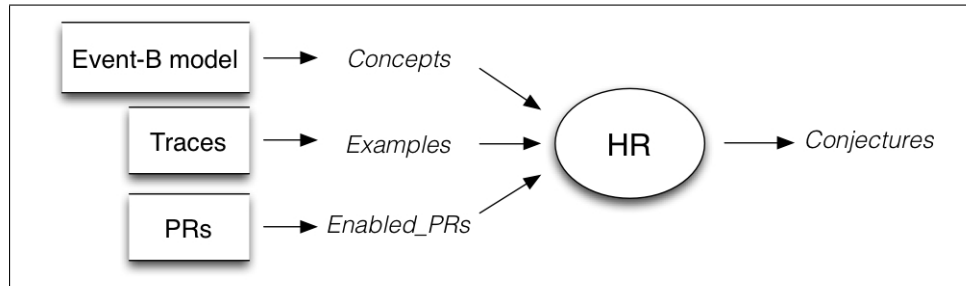 Event-B model
Concepts
Traces
Examples
HR
Conjectures
PRs
Enabled_PRs